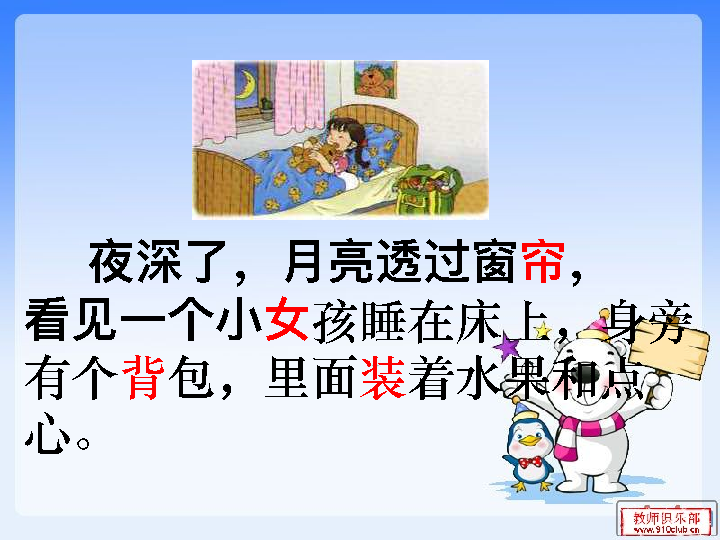 夜深了，月亮透过窗帘，
看见一个小女孩睡在床上，身旁
有个背包，里面装着水果和点
心。
教师俱乐部
www.910club.cn